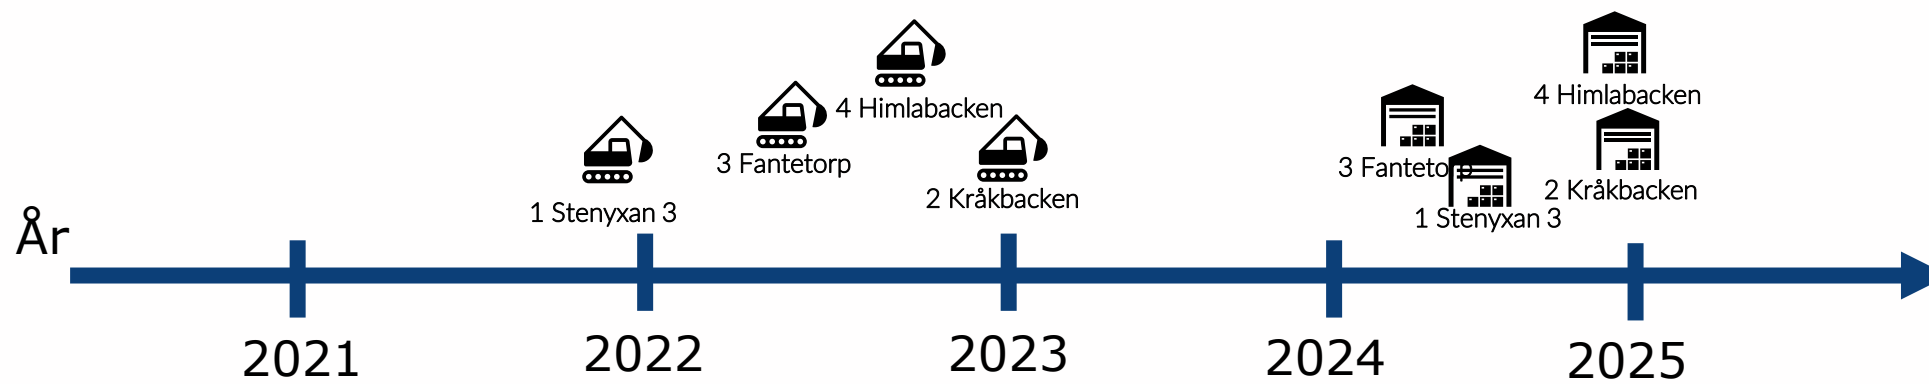 4 Himlabacken
4 Himlabacken
3 Fantetorp
3 Fantetorp
2 Kråkbacken
2 Kråkbacken
1 Stenyxan 3
1 Stenyxan 3
År
2021
2022
2023
2024
2025